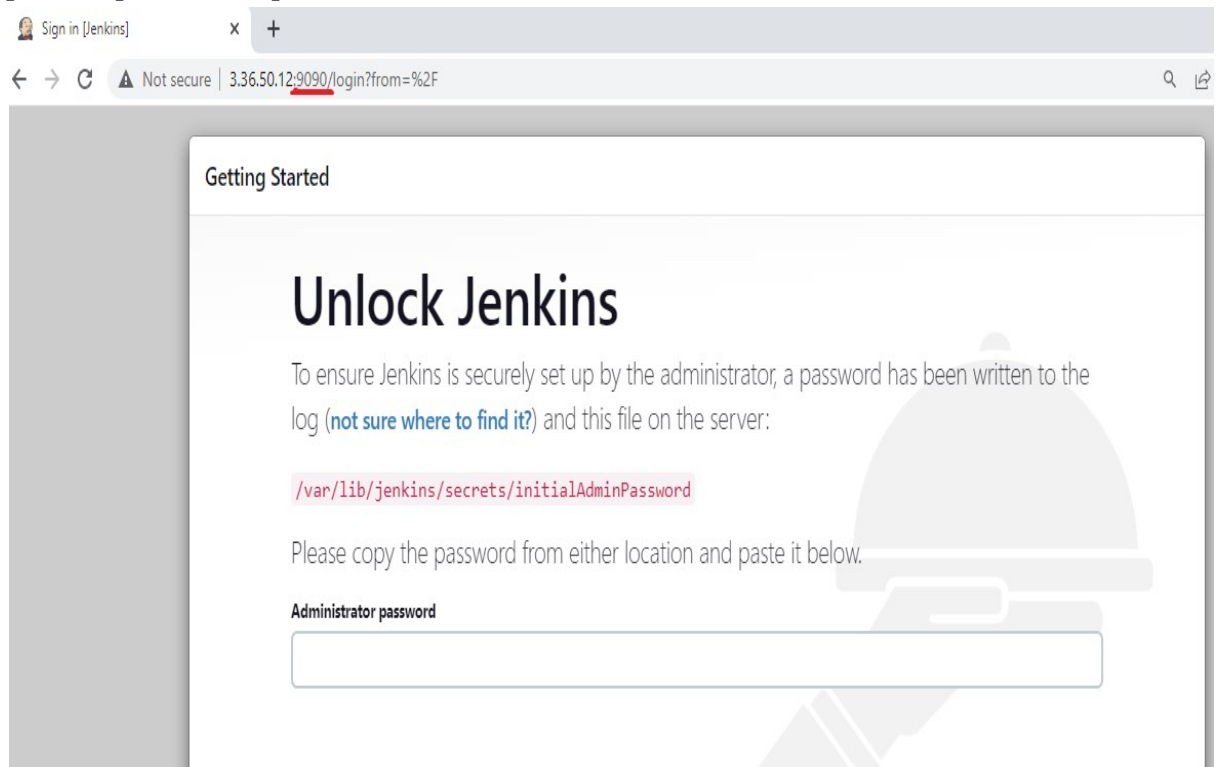 Sign in [Jenkins]
Not secure | 3.36.50.12:9090/login?from=%2F
Getting Started
Unlock Jenkins
To ensure Jenkins is securely set up by the administrator, a password has been written to the
log (not sure where to find it?) and this file on the server:
/var/lib/jenkins/secrets/initialAdminPassword
Please copy the password from either location and paste it below.
Administrator password